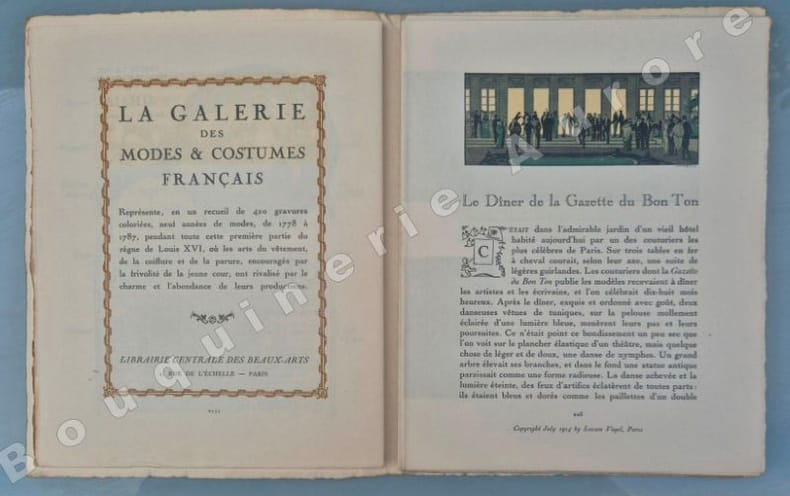 LA GALERIE
DES
MODES & COSTUMES
FRANÇAIS
Représente, en un recueil de 420 gravures
coloriées, neuf années de modes, de 1778 à
1787, pendant toute cette première partie du
règne de Louis XVI, où les arts du vêtement,
de la coiffure et de la parure, encouragés par
la frivolité de la jeune cour, ont rivalisé par le
charme et l'abondance de leurs productions.
LIBRAIRIE CENTRALE DES BEAUX-ARTS
RUE DE L'ÉCHELLE — PARIS
Le Dîner de la Gazette du Bon Ton
C'ÉTAIT dans l'admirable jardin d'un vieil hôtel
habité aujourd'hui par un des couturiers les
plus célèbres de Paris. Sur trois tables en fer
à cheval courait, selon leur axe, une suite de
légères guirlandes. Les couturiers dont la Gazette
du Bon Ton publie les modèles recevaient à dîner
les artistes et les écrivains, et l'on célébrait dix-huit mois
heureux. Après le dîner, exquis et ordonné avec goût, deux
danseuses vêtues de tuniques, sur la pelouse mollement
éclairée d'une lumière bleue, menèrent leurs pas et leurs
poursuites. Ce n'était point ce bondissement un peu sec que
l'on voit sur le plancher élastique d'un théâtre, mais quelque
chose de léger et de doux, une danse de nymphes. Un grand
arbre élevait ses branches, et dans le fond une statue antique
paraissait comme une forme radieuse. La danse achevée et la
lumière éteinte, des feux d'artifice éclatèrent de toutes parts :
ils étaient bleus et dorés comme les paillettes d'un double
Copyright July 1914 by Lucien Vogel, Paris
Bouquinerie Aurore